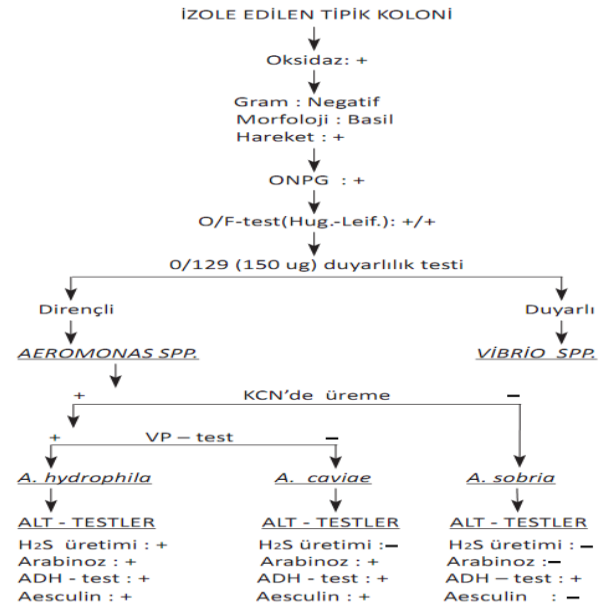 İZOLE EDİLEN TİPİK KOLONİ
Oksidaz: +
Gram : Negatif
Morfoloji : Basil
Hareket : +
ONPG : +
O/F-test(Hug.-Leif.): +/+
0/129 (150 ug) duyarlılık testi
Dirençli
Duyarlı
AEROMONAS SPP.
VİBRİO SPP.
+ KCN'de üreme −
+ VP – test −
A. hydrophila
A. caviae
A. sobria
ALT - TESTLER
H2S üretimi : +
Arabinoz : +
ADH - test : +
Aesculin : +
ALT - TESTLER
H2S üretimi :−
Arabinoz : +
ADH - test : +
Aesculin : +
ALT - TESTLER
H2S üretimi : −
Arabinoz :−
ADH – test : +
Aesculin : −